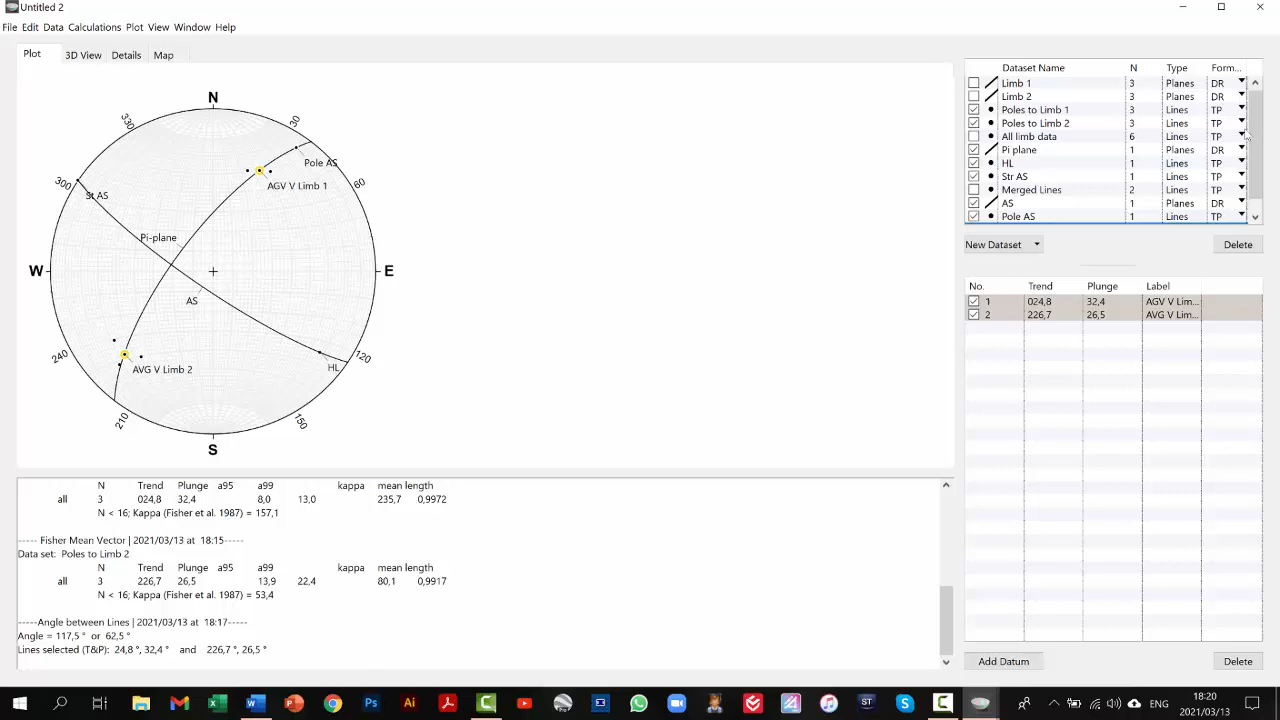 Untitled 2
File Edit Data Calculations Plot View Window Help
Plot 3D View Details Map
N
330
30
Pole AS
AGV V Limb 1
300
St AS
60
Pi-plane
W
E
AS
240
AVG V Limb 2
HL
120
210
150
S
Dataset Name N Type Form...
Limb 1 3 Planes DR
Limb 2 3 Planes DR
Poles to Limb 1 3 Lines TP
Poles to Limb 2 3 Lines TP
All limb data 6 Lines TP
Pi plane 1 Planes DR
HL 1 Lines TP
Str AS 1 Lines TP
Merged Lines 2 Lines TP
AS 1 Planes DR
Pole AS 1 Lines TP
New Dataset Delete
No. Trend Plunge Label
1 024,8 32,4 AGV V Lim...
2 226,7 26,5 AVG V Lim...
Add Datum Delete
N Trend Plunge a95 a99 kappa mean length
all 3 024,8 32,4 8,0 13,0 235,7 0,9972
N < 16; Kappa (Fisher et al. 1987) = 157,1
----- Fisher Mean Vector | 2021/03/13 at 18:15-----
Data set: Poles to Limb 2
N Trend Plunge a95 a99 kappa mean length
all 3 226,7 26,5 13,9 22,4 80,1 0,9917
N < 16; Kappa (Fisher et al. 1987) = 53,4
-----Angle between Lines | 2021/03/13 at 18:17-----
Angle = 117,5 ° or 62,5 °
Lines selected (T&P): 24,8 °, 32,4 ° and 226,7 °, 26,5 °
ENG
18:20
2021/03/13